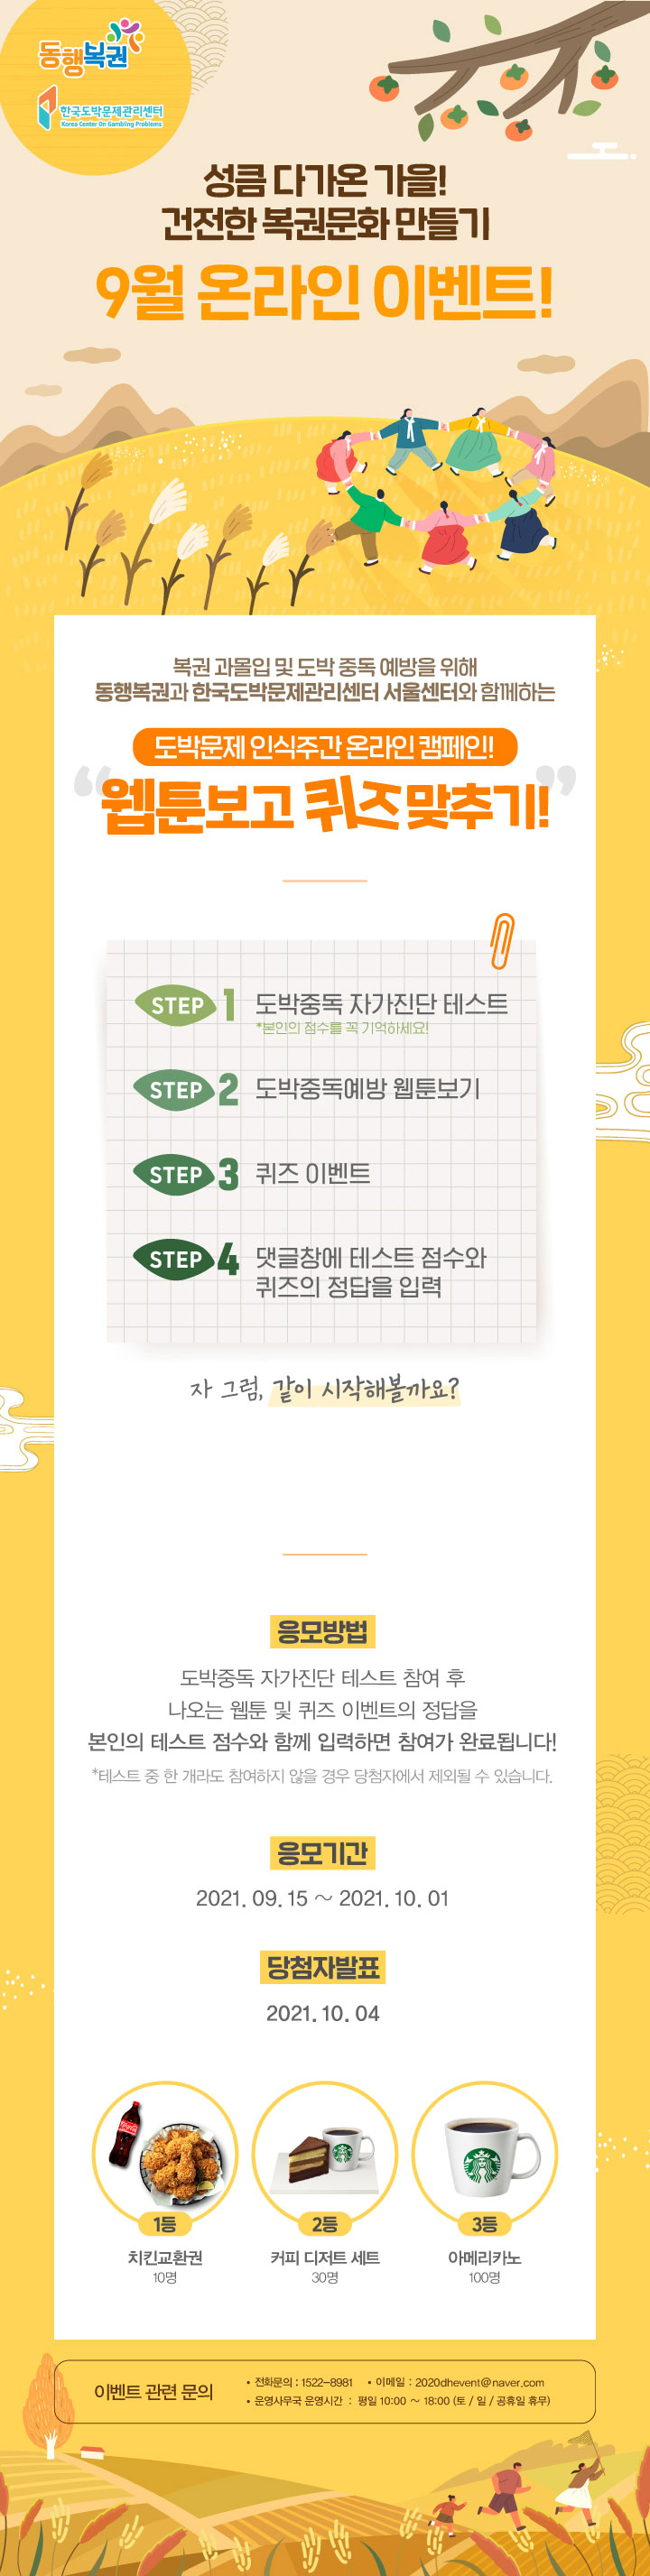 동행복권
한국도박문제관리센터
Korea Center On Gambling Problems
성큼 다가온 가을!
건전한 복권문화 만들기
9월 온라인 이벤트!
복권 과몰입 및 도박 중독 예방을 위해
동행복권과 한국도박문제관리센터 서울센터와 함께하는
도박문제 인식주간 온라인 캠페인!
“웹툰보고 퀴즈 맞추기!”
STEP 1 도박중독 자가진단 테스트
*본인의 점수를 꼭 기억하세요!
STEP 2 도박중독예방 웹툰보기
STEP 3 퀴즈 이벤트
STEP 4 댓글창에 테스트 점수와
퀴즈의 정답을 입력
자 그럼, 같이 시작해볼까요?
응모방법
도박중독 자가진단 테스트 참여 후
나오는 웹툰 및 퀴즈 이벤트의 정답을
본인의 테스트 점수와 함께 입력하면 참여가 완료됩니다!
*테스트 중 한 개라도 참여하지 않을 경우 당첨자에서 제외될 수 있습니다.
응모기간
2021. 09. 15 ~ 2021. 10. 01
당첨자발표
2021. 10. 04
1등 2등 3등
치킨교환권 커피 디저트 세트 아메리카노
10명 30명 100명
이벤트 관련 문의
• 전화문의 : 1522-8981 • 이메일 : 2020dhevent@naver.com
• 운영사무국 운영시간 : 평일 10:00 ~ 18:00 (토 / 일 / 공휴일 휴무)